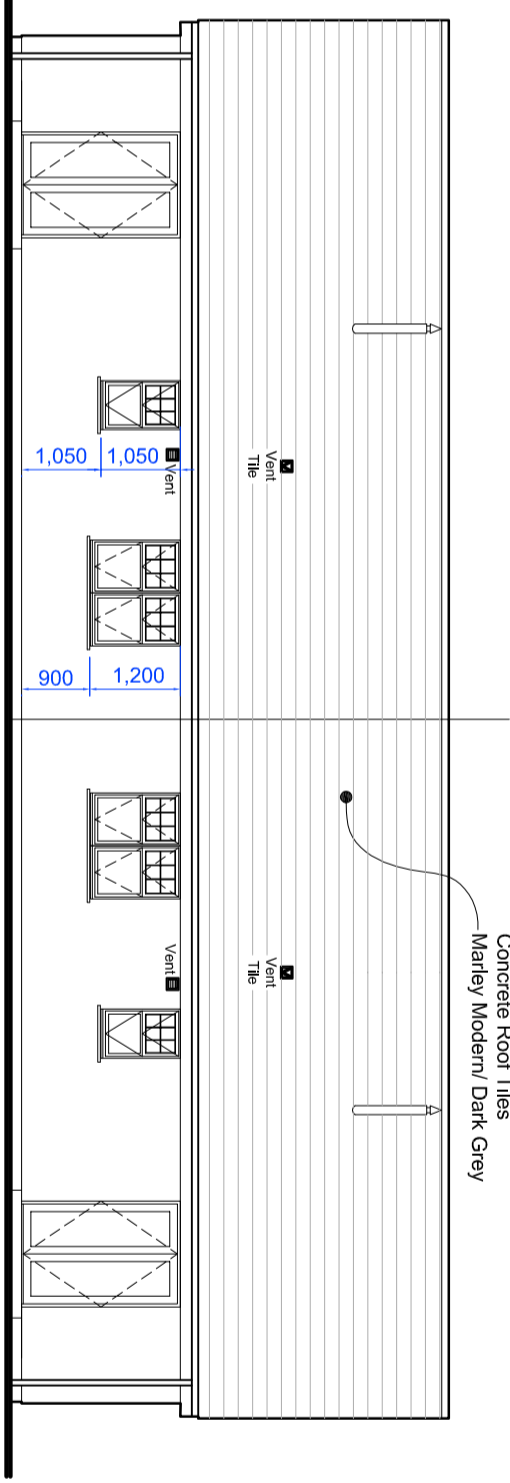 Concrete Roof Tiles
Marley Modern/ Dark Grey
Vent
Tile
Vent
Tile
Vent
Vent
1,050
1,050
900
1,200